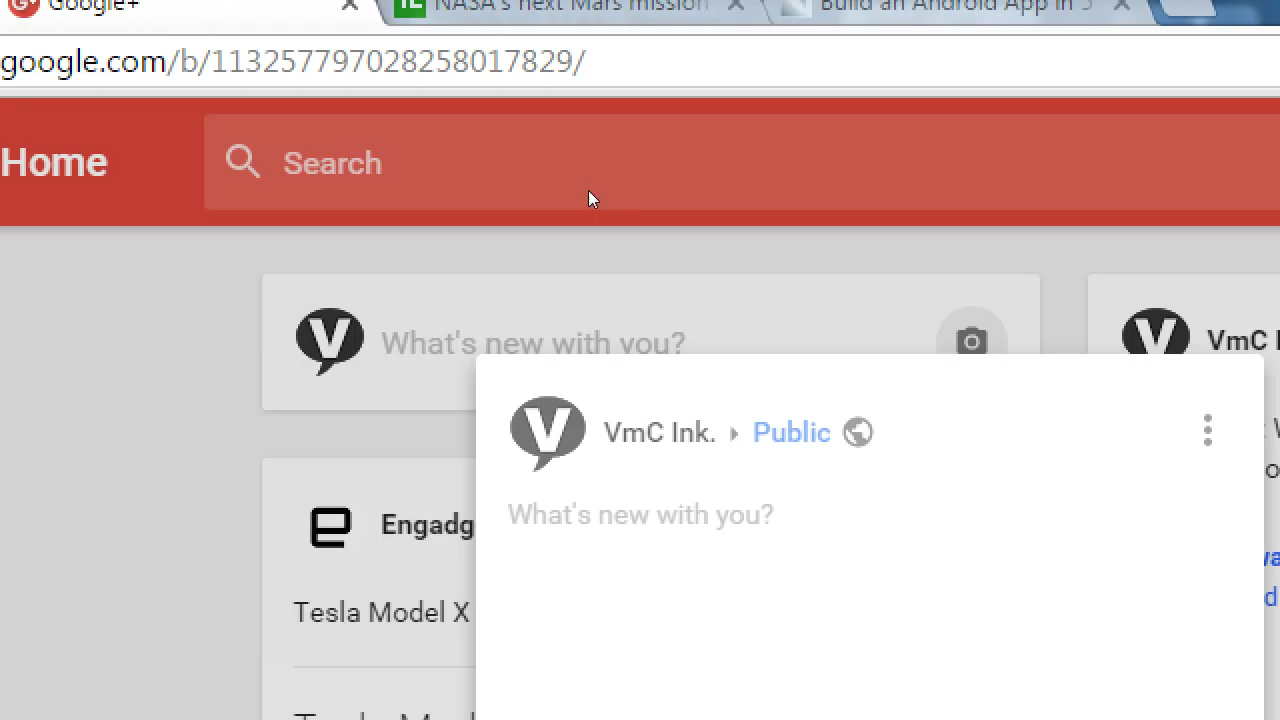 Google+ NASA's next Mars mission Build an Android App in 5
google.com/b/113257797028258017829/
Home Search
What's new with you?
VmC
VmC Ink. Public
What's new with you?
Engadg
Tesla Model X